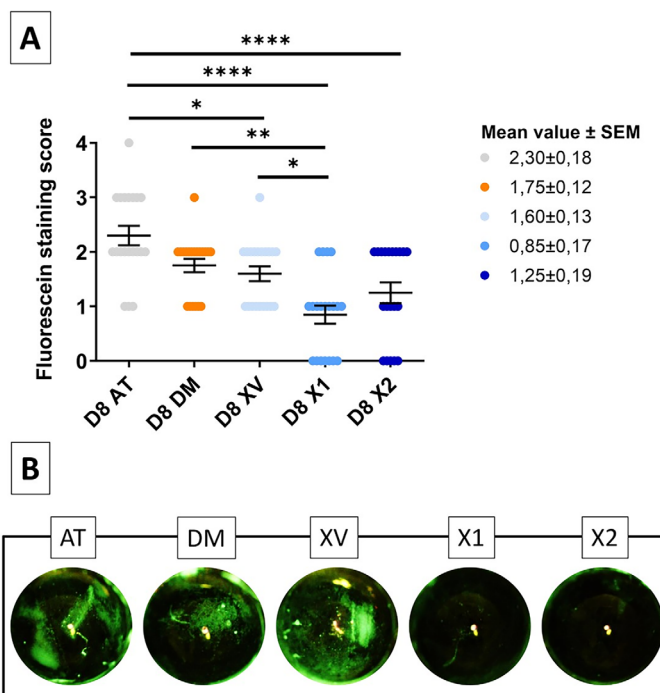 A
****
****
*
**
*
Fluorescein staining score
4
3
2
1
0
D8 AT
D8 DM
D8 XV
D8 X1
D8 X2
Mean value ± SEM
2,30±0,18
1,75±0,12
1,60±0,13
0,85±0,17
1,25±0,19
B
AT
DM
XV
X1
X2